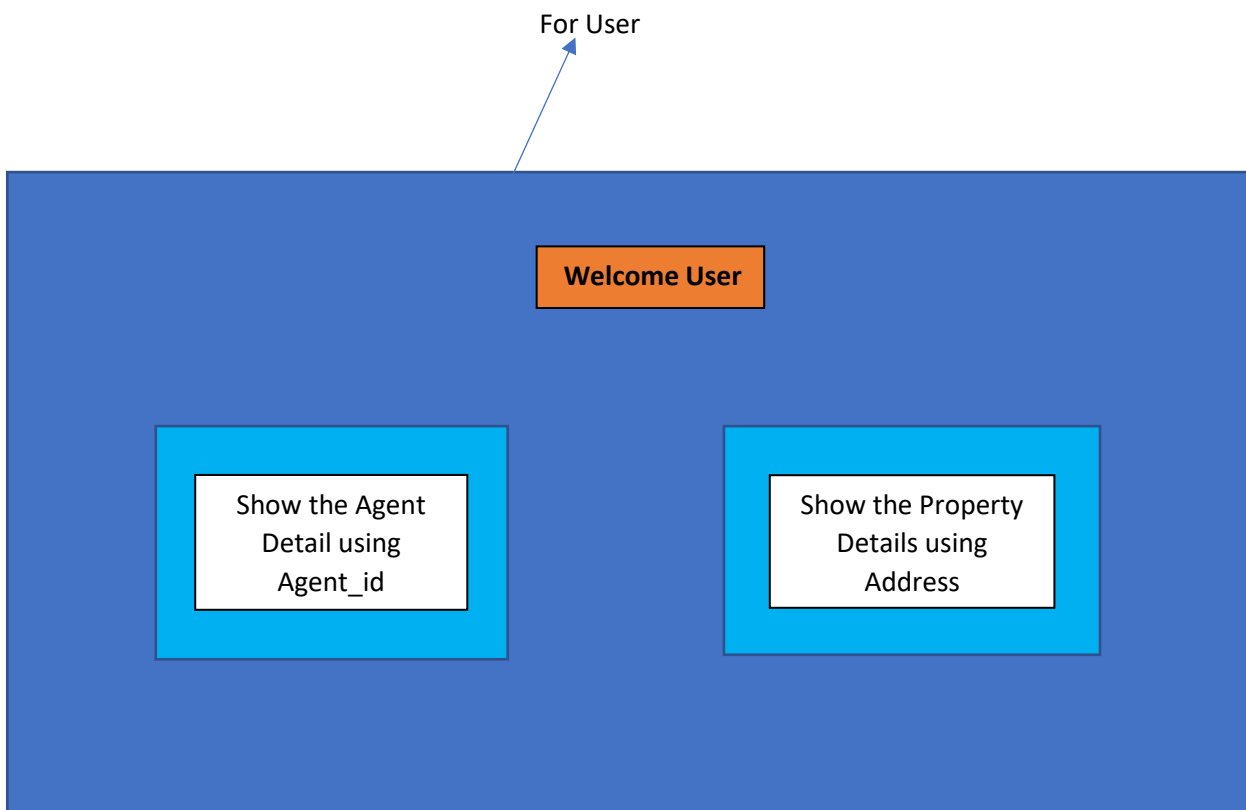 For User
Welcome User
Show the Agent
Detail using
Agent_id
Show the Property
Details using
Address